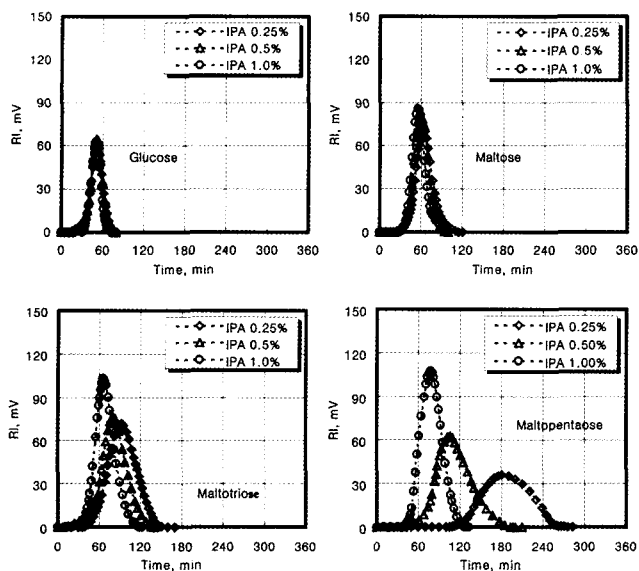 150
120
90
60
30
0
RI, mV
IPA 0.25%
IPA 0.5%
IPA 1.0%
Glucose
0 60 120 180 240 300 360
Time, min
150
120
90
60
30
0
RI, mV
IPA 0.25%
IPA 0.5%
IPA 1.0%
Maltose
0 60 120 180 240 300 360
Time, min
150
120
90
60
30
0
RI, mV
IPA 0.25%
IPA 0.5%
IPA 1.0%
Maltotriose
0 60 120 180 240 300 360
Time, min
150
120
90
60
30
0
RI, mV
IPA 0.25%
IPA 0.50%
IPA 1.00%
Maltoppentaose
0 60 120 180 240 300 360
Time, min